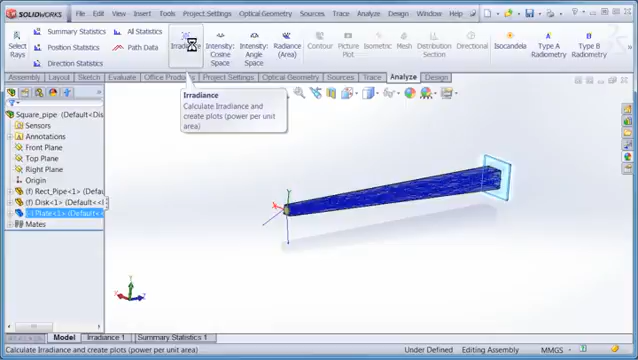 SOLIDWORKS File Edit View Insert Tools Project Settings Optical Geometry Sources Trace Analyze Design
Select Rays
Summary Statistics
Position Statistics
Direction Statistics
All Statistics
Path Data
Irradiance
Intensity: Cosine Space
Intensity: Angle Space
Radiance (Area)
Contour
Picture Plot
Isometric
Mesh
Distribution Section
Directional
Isocandela
Type A Radiometry
Type B Radiometry
Assembly Layout Sketch Evaluate Office Produ Project Settings Optical Geometry Sources Trace Analyze Design
Irradiance
Calculate Irradiance and
create plots (power per unit
area)
Square_pipe (Default<Dis
Sensors
Annotations
Front Plane
Top Plane
Right Plane
Origin
(f) Rect_Pipe<1> (Defau
(f) Disk<1> (Default<<E
(-) Plate<1> (Default<<
Mates
Model Irradiance 1 Summary Statistics 1
Calculate Irradiance and create plots (power per unit area) Under Defined Editing Assembly MMGS